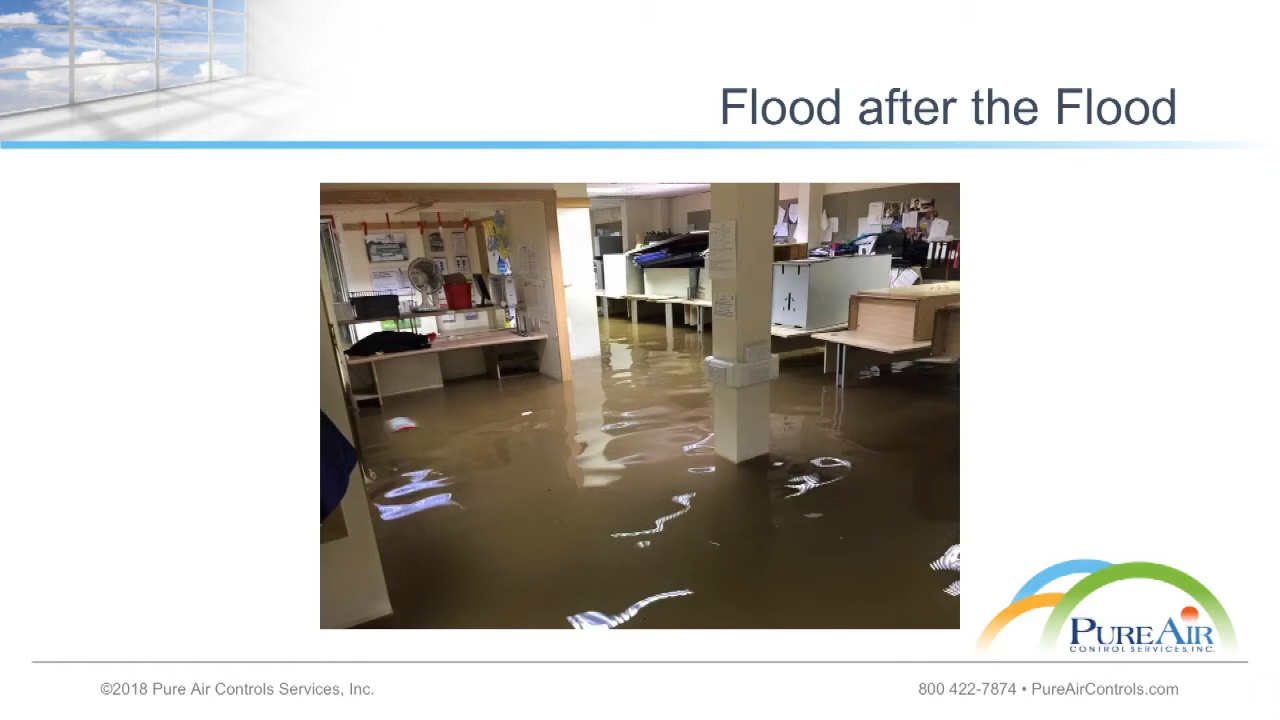 Flood after the Flood
PUREAIR
CONTROL SERVICES, INC.
©2018 Pure Air Controls Services, Inc.
800 422-7874 • PureAirControls.com